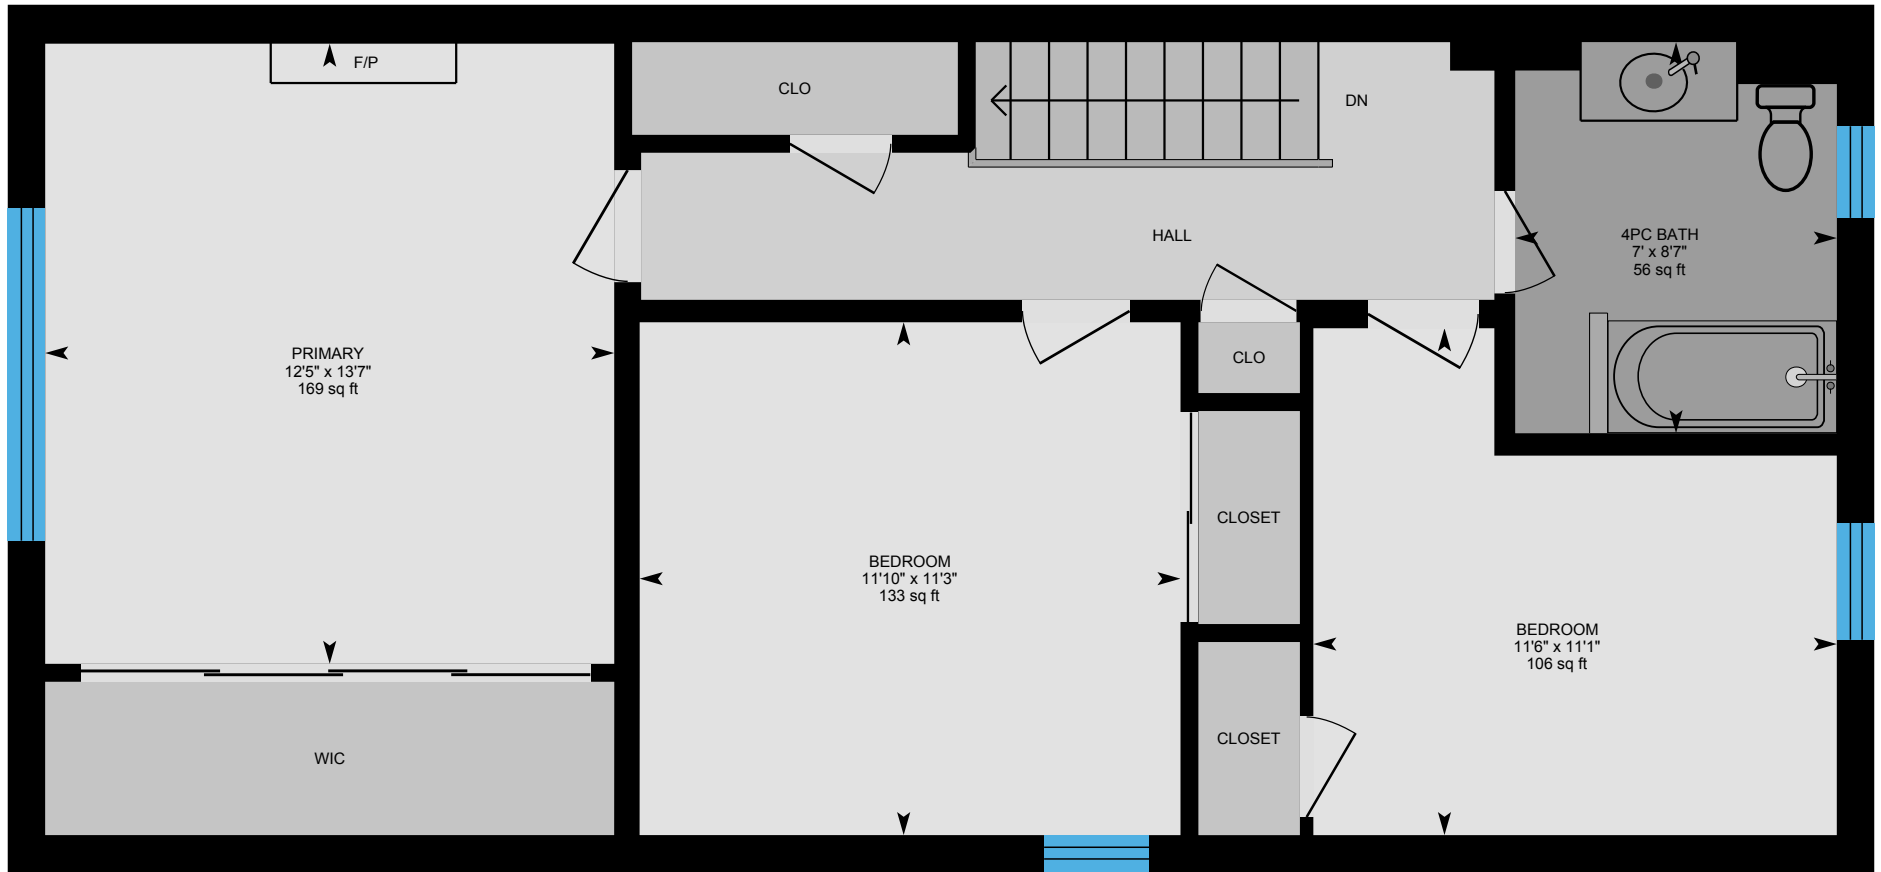 F/P
CLO
DN
HALL
4PC BATH
7' x 8'7"
56 sq ft
PRIMARY
12'5" x 13'7"
169 sq ft
CLO
CLOSET
BEDROOM
11'10" x 11'3"
133 sq ft
BEDROOM
11'6" x 11'1"
106 sq ft
CLOSET
WIC